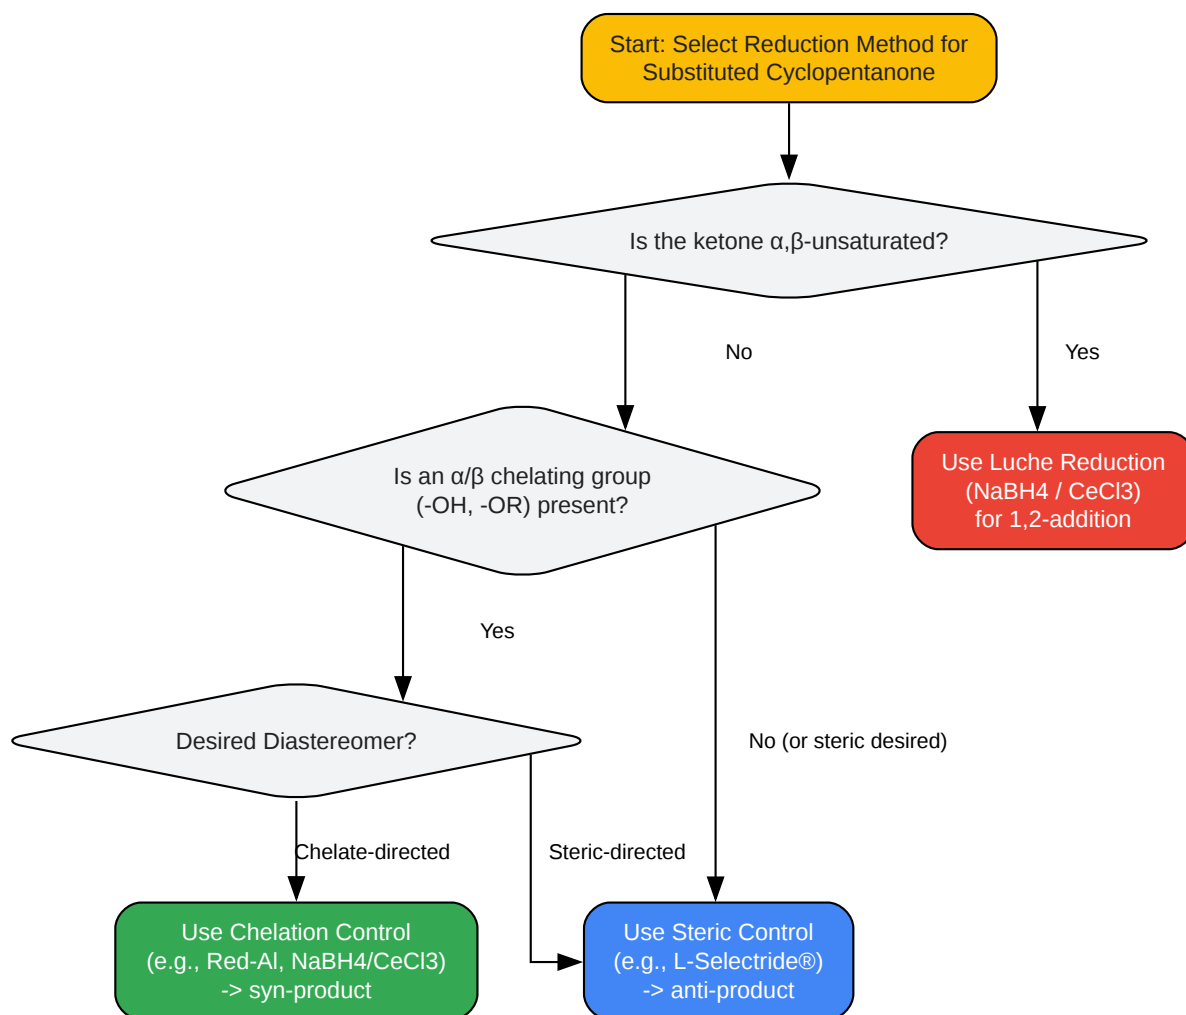 Start: Select Reduction Method for
Substituted Cyclopentanone
Is the ketone α,β-unsaturated?
No
Yes
Is an α/β chelating group
(-OH, -OR) present?
Use Luche Reduction
(NaBH4 / CeCl3)
for 1,2-addition
Yes
Desired Diastereomer?
No (or steric desired)
Chelate-directed
Steric-directed
Use Chelation Control
(e.g., Red-Al, NaBH4/CeCl3)
-> syn-product
Use Steric Control
(e.g., L-Selectride®)
-> anti-product